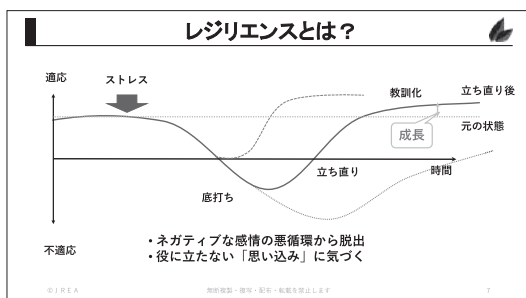 レジリエンスとは？
適応
ストレス
教訓化
立ち直り後
元の状態
成長
時間
立ち直り
底打ち
不適応
・ネガティブな感情の悪循環から脱出
・役に立たない「思い込み」に気づく
©JREA
無断複製・複写・配布・転載を禁止します
7